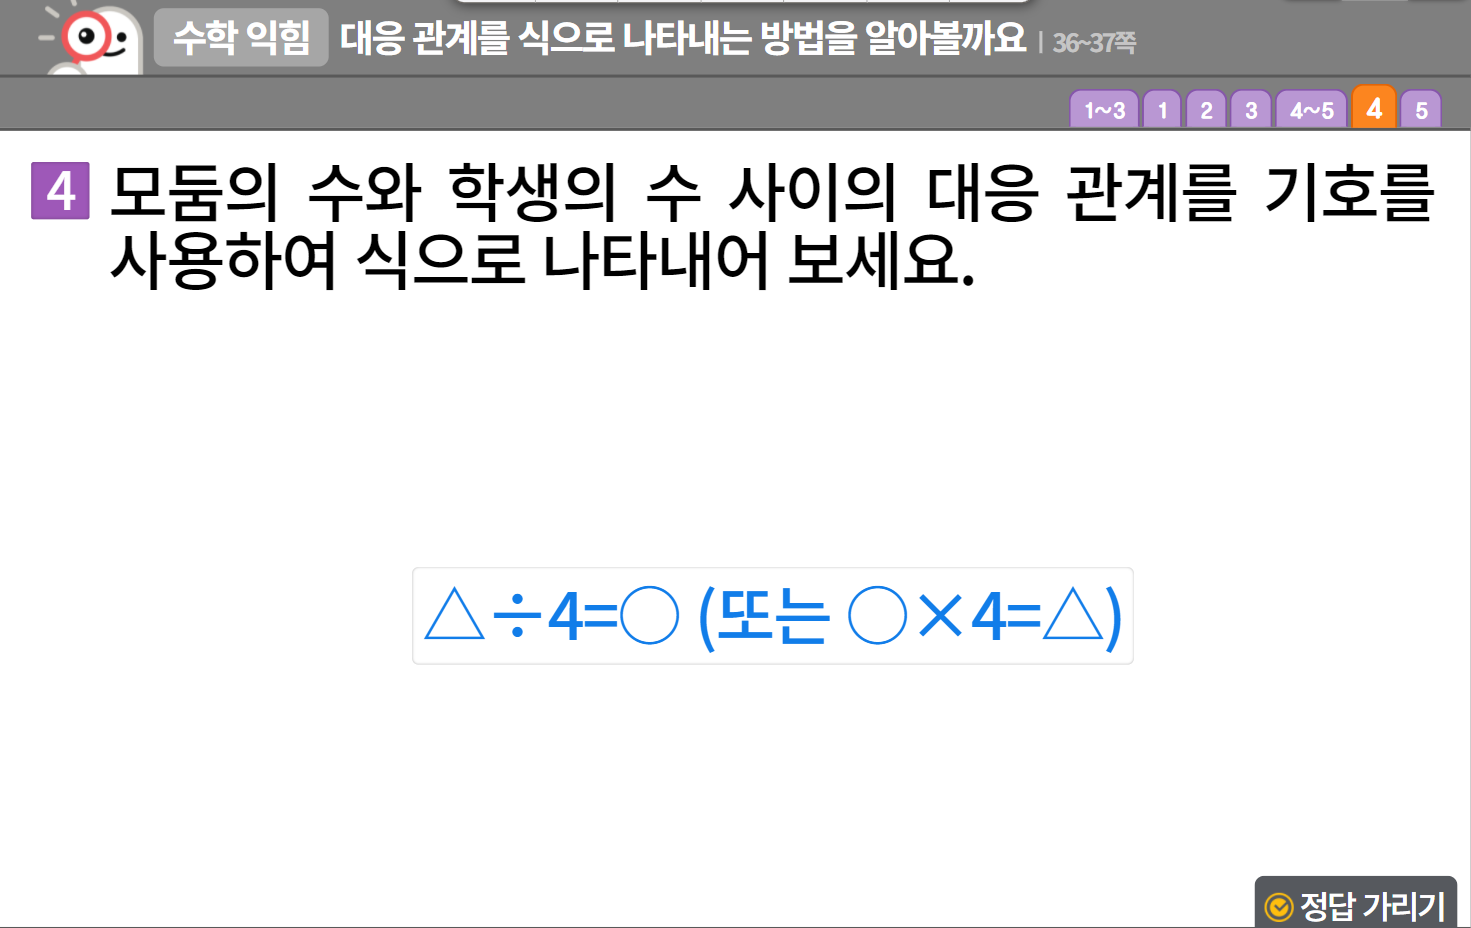 수학 익힘 대응 관계를 식으로 나타내는 방법을 알아볼까요 | 36~37쪽
1~3 1 2 3 4~5 4 5
4 모둠의 수와 학생의 수 사이의 대응 관계를 기호를
사용하여 식으로 나타내어 보세요.
△÷4=○ (또는 ○×4=△)
정답 가리기